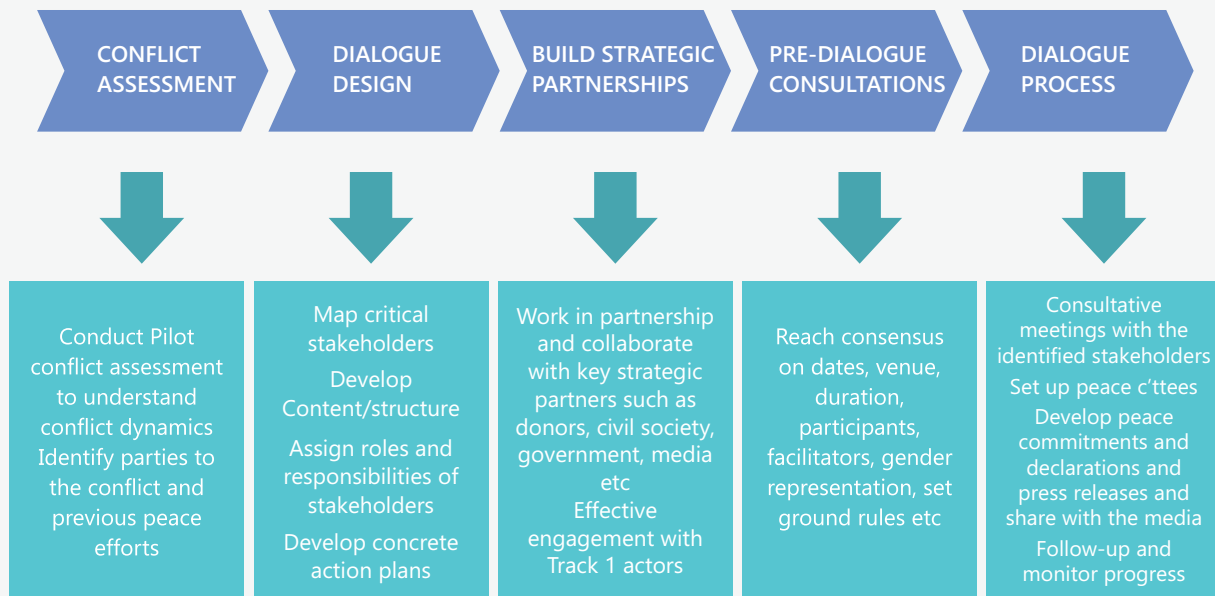 CONFLICT
ASSESSMENT
DIALOGUE
DESIGN
BUILD STRATEGIC
PARTNERSHIPS
PRE-DIALOGUE
CONSULTATIONS
DIALOGUE
PROCESS
Conduct Pilot
conflict assessment
to understand
conflict dynamics
Identify parties to
the conflict and
previous peace
efforts
Map critical
stakeholders
Develop
Content/structure
Assign roles and
responsibilities of
stakeholders
Develop concrete
action plans
Work in partnership
and collaborate
with key strategic
partners such as
donors, civil society,
government, media
etc
Effective
engagement with
Track 1 actors
Reach consensus
on dates, venue,
duration,
participants,
facilitators, gender
representation, set
ground rules etc
Consultative
meetings with the
identified stakeholders
Set up peace c'ttees
Develop peace
commitments and
declarations and
press releases and
share with the media
Follow-up and
monitor progress